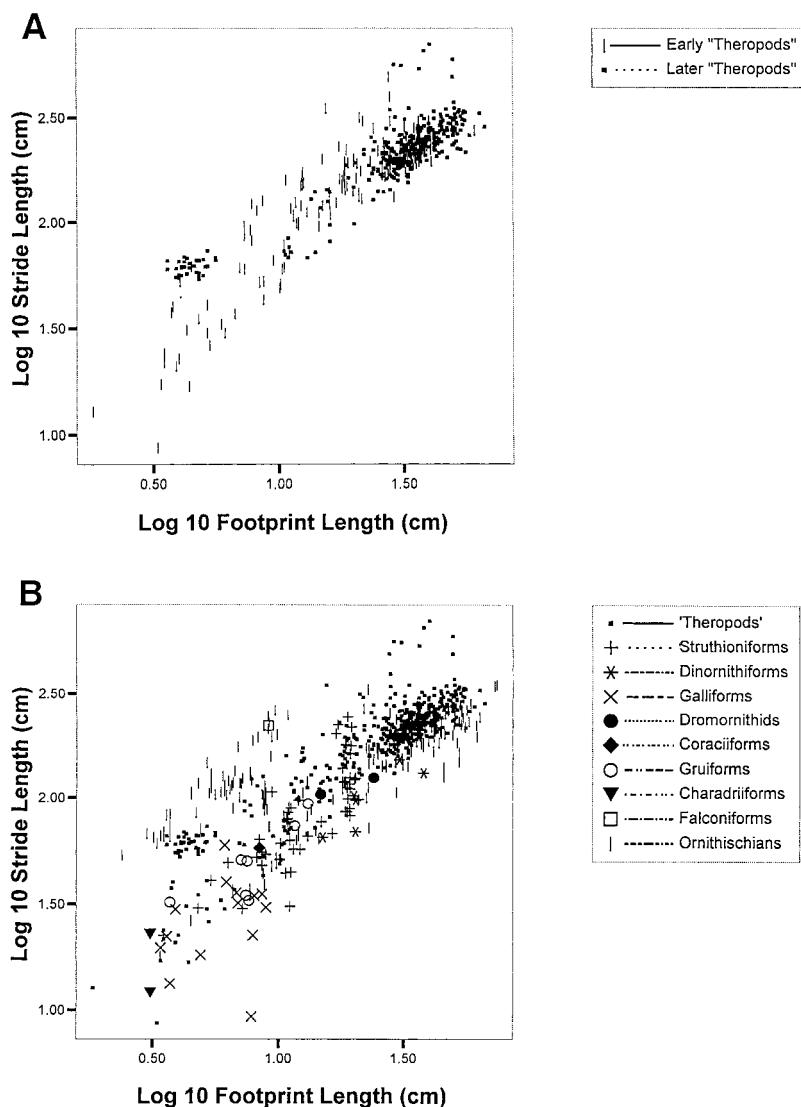 A
Log 10 Stride Length (cm)
2.50
2.00
1.50
1.00
0.50
1.00
1.50
Log 10 Footprint Length (cm)
Early "Theropods"
Later "Theropods"
B
Log 10 Stride Length (cm)
2.50
2.00
1.50
1.00
0.50
1.00
1.50
Log 10 Footprint Length (cm)
'Theropods'
Struthioniforms
Dinornithiforms
Galliforms
Dromornithids
Coraciiforms
Gruiforms
Charadriiforms
Falconiforms
Ornithischians